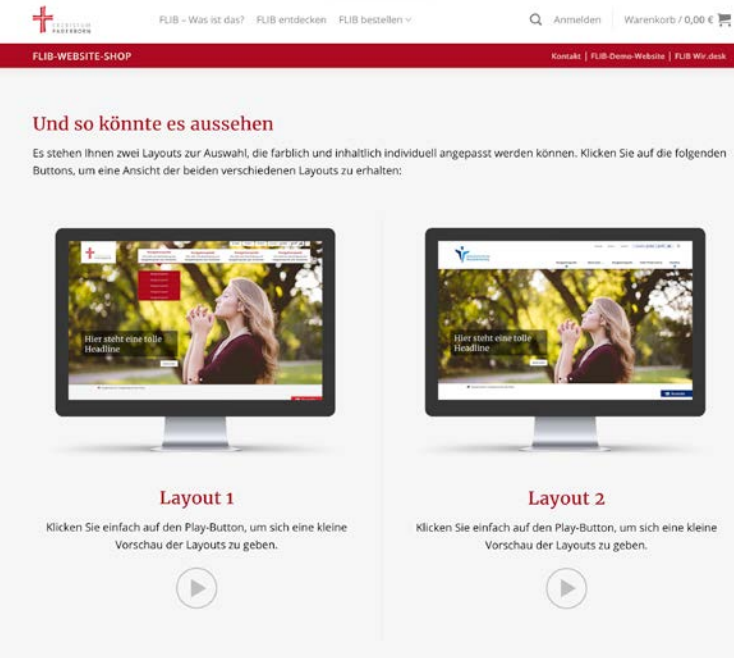 ERZBISTUM
PADERBORN
FLIB – Was ist das? FLIB entdecken FLIB bestellen
Anmelden Warenkorb / 0,00 €
FLIB-WEBSITE-SHOP
Kontakt | FLIB-Demo-Website | FLIB Wir.desk
Und so könnte es aussehen
Es stehen Ihnen zwei Layouts zur Auswahl, die farblich und inhaltlich individuell angepasst werden können. Klicken Sie auf die folgenden
Buttons, um eine Ansicht der beiden verschiedenen Layouts zu erhalten:
Hier steht eine tolle
Headline
Hier steht eine tolle
Headline
Layout 1
Klicken Sie einfach auf den Play-Button, um sich eine kleine
Vorschau der Layouts zu geben.
Layout 2
Klicken Sie einfach auf den Play-Button, um sich eine kleine
Vorschau der Layouts zu geben.